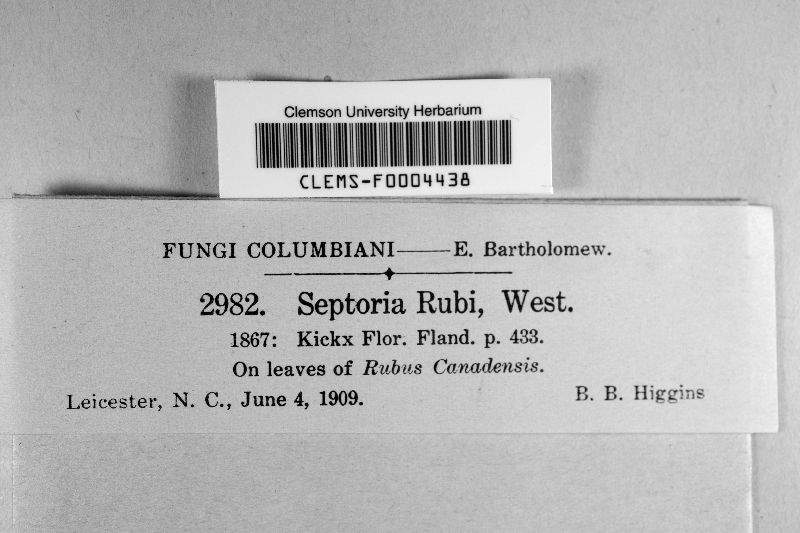 Clemson University Herbarium
CLEMS-F0004438
FUNGI COLUMBIANI——E. Bartholomew.
2982. Septoria Rubi, West.
1867: Kickx Flor. Fland. p. 433.
On leaves of Rubus Canadensis.
Leicester, N. C., June 4, 1909. B. B. Higgins